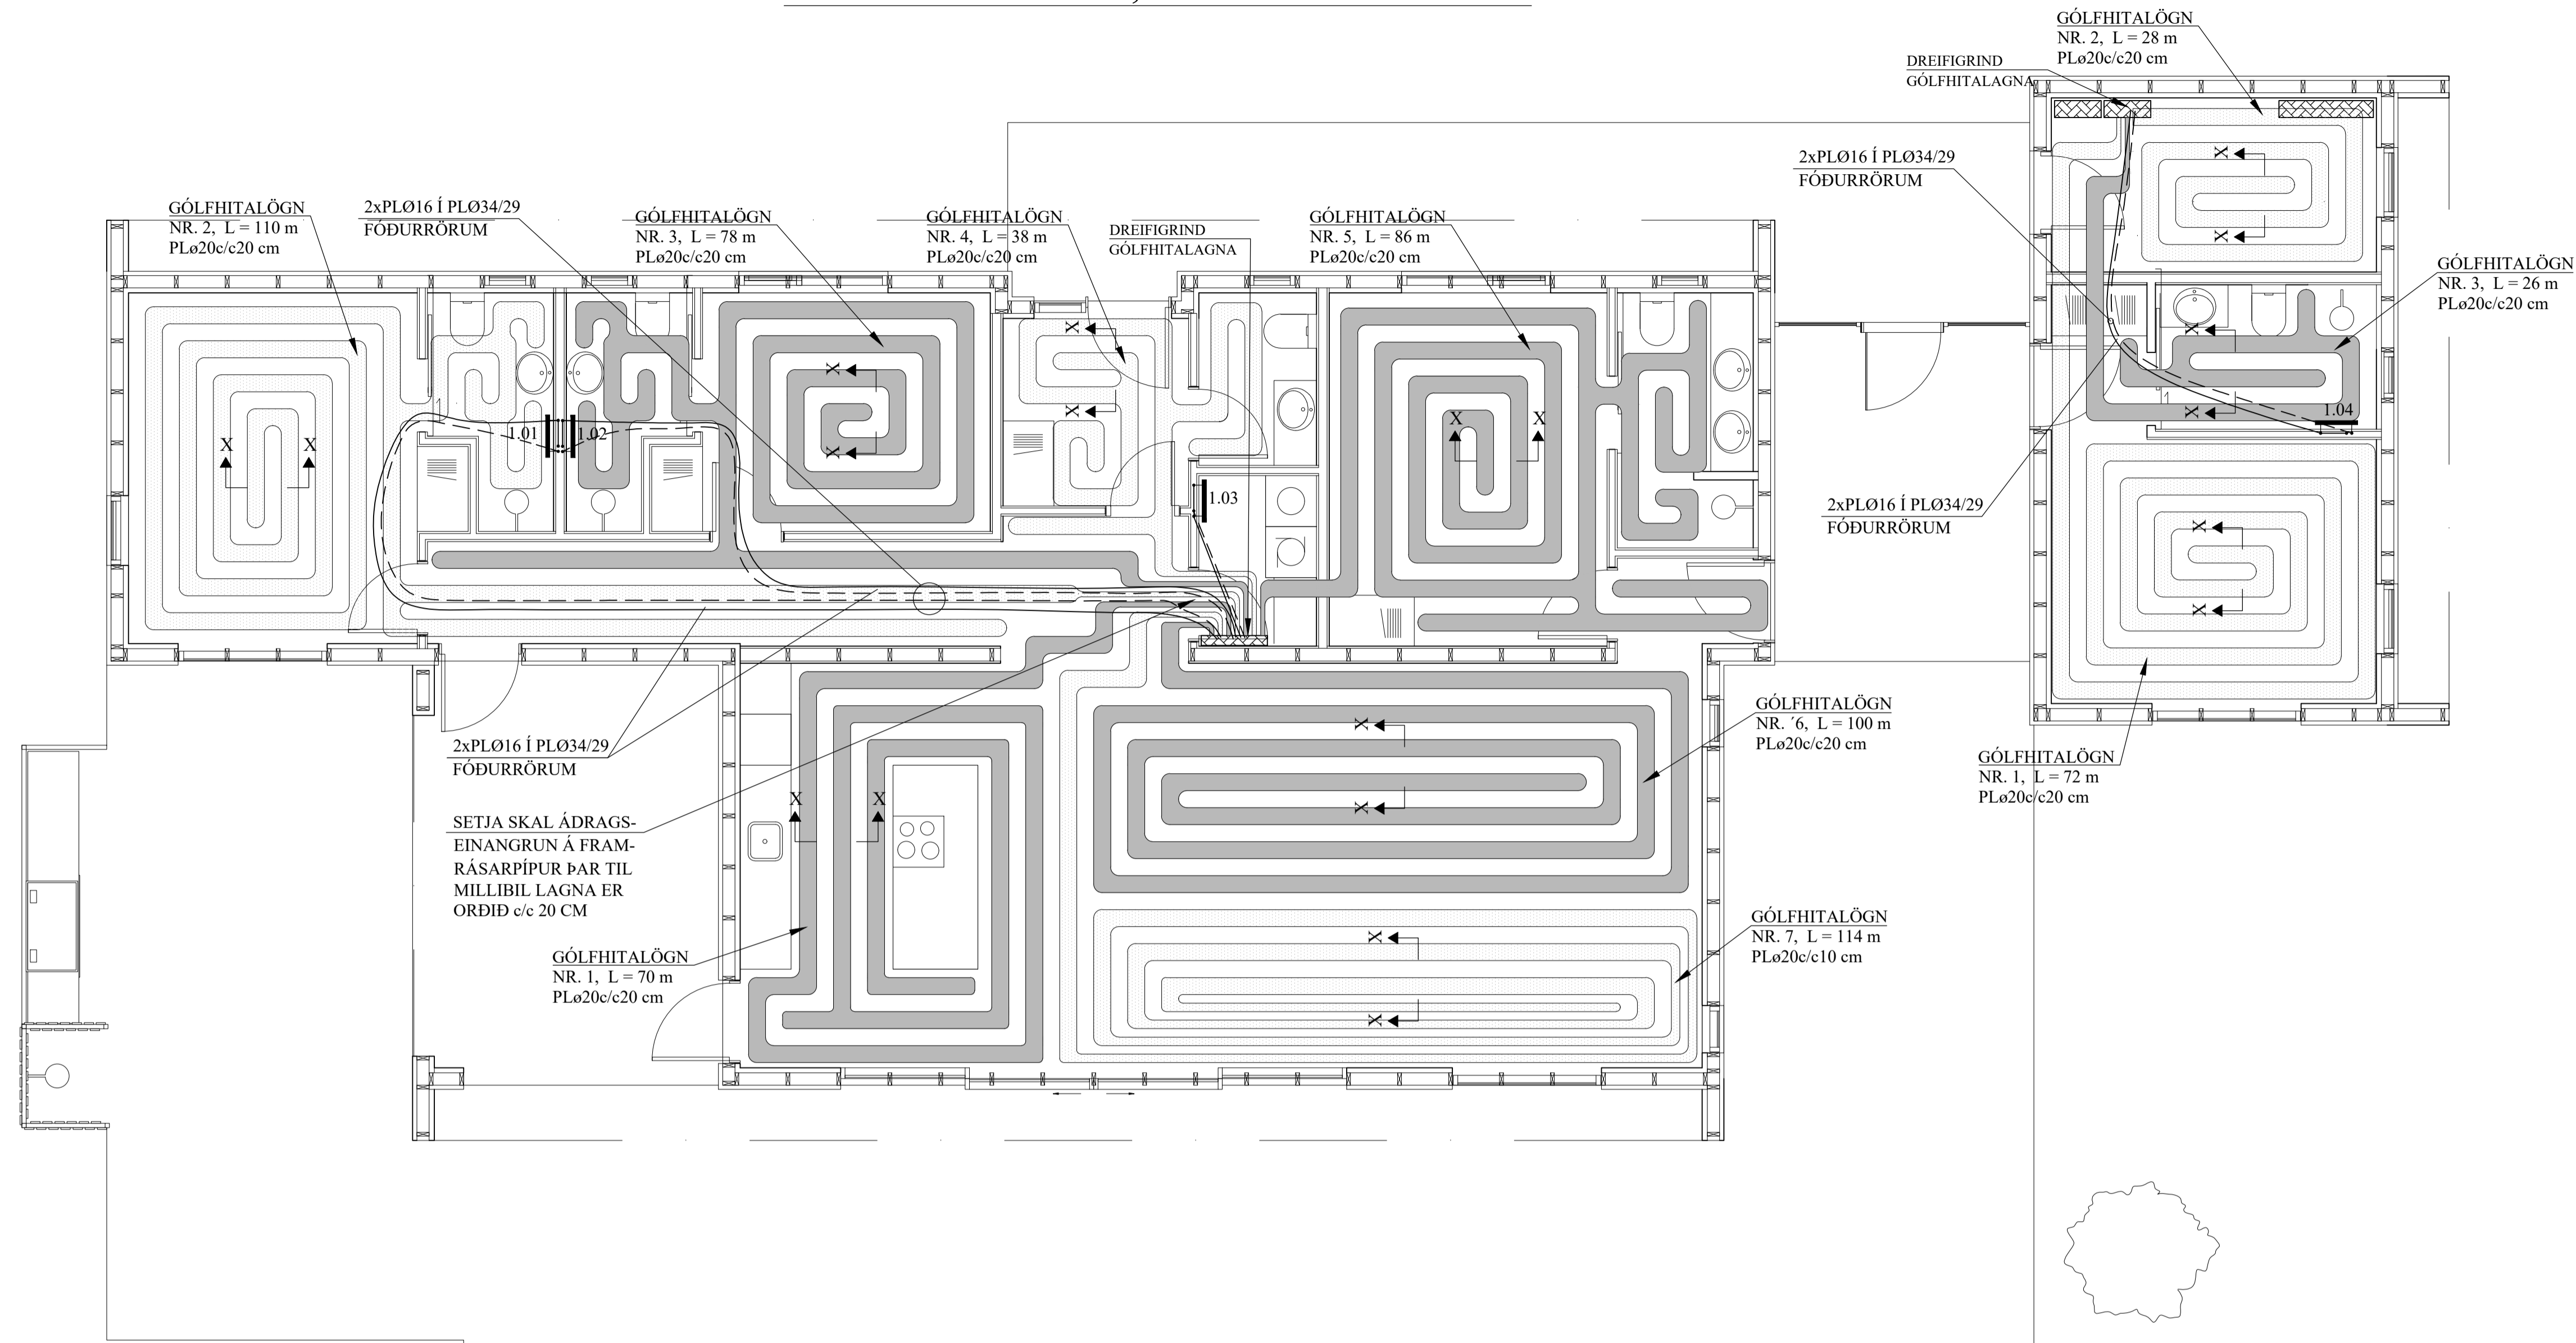 GÓLFHITALÖGN
NR. 2, L = 28 m
PLø20c/c20 cm
DREIFIGRIND
GÓLFHITALAGNA
2xPLØ16 Í PLØ34/29
FÓÐURRÖRUM
GÓLFHITALÖGN
NR. 2, L = 110 m
PLø20c/c20 cm
2xPLØ16 Í PLØ34/29
FÓÐURRÖRUM
GÓLFHITALÖGN
NR. 3, L = 78 m
PLø20c/c20 cm
GÓLFHITALÖGN
NR. 4, L = 38 m
PLø20c/c20 cm
DREIFIGRIND
GÓLFHITALAGNA
GÓLFHITALÖGN
NR. 5, L = 86 m
PLø20c/c20 cm
GÓLFHITALÖGN
NR. 3, L = 26 m
PLø20c/c20 cm
X
X
X
X
X
X
X
X
X
X
X
X
1.01
1.02
1.03
1.04
2xPLØ16 Í PLØ34/29
FÓÐURRÖRUM
X
X
GÓLFHITALÖGN
NR. ´6, L = 100 m
PLø20c/c20 cm
GÓLFHITALÖGN
NR. 1, L = 72 m
PLø20c/c20 cm
2xPLØ16 Í PLØ34/29
FÓÐURRÖRUM
X
X
X
X
SETJA SKAL ÁDRAGS-
EINANGRUN Á FRAM-
RÁSARPÍPUR ÞAR TIL
MILLIBIL LAGNA ER
ORÐIÐ c/c 20 CM
GÓLFHITALÖGN
NR. 7, L = 114 m
PLø20c/c10 cm
X
X
GÓLFHITALÖGN
NR. 1, L = 70 m
PLø20c/c20 cm